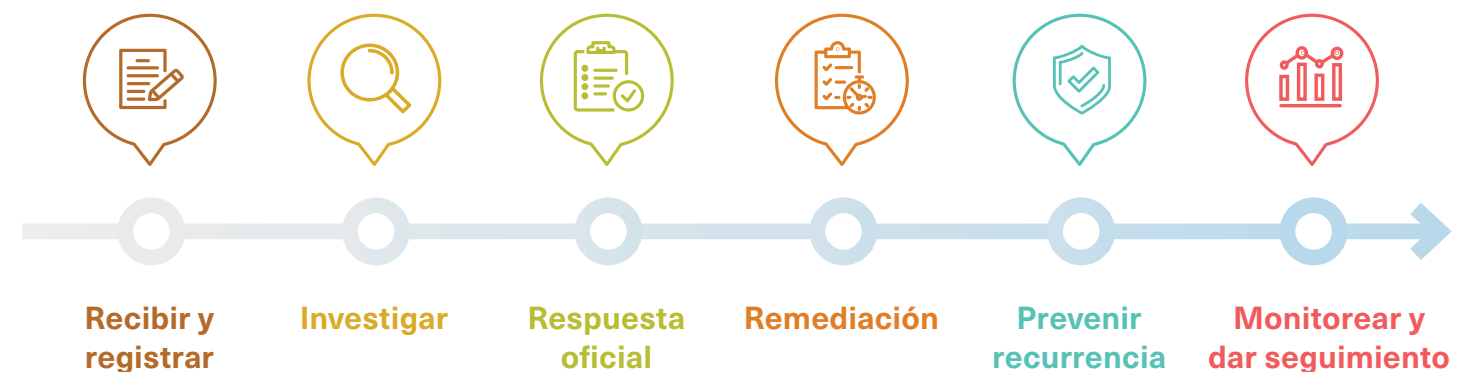 Recibir y
registrar
Investigar
Respuesta
oficial
Remediación
Prevenir
recurrencia
Monitorear y
dar seguimiento